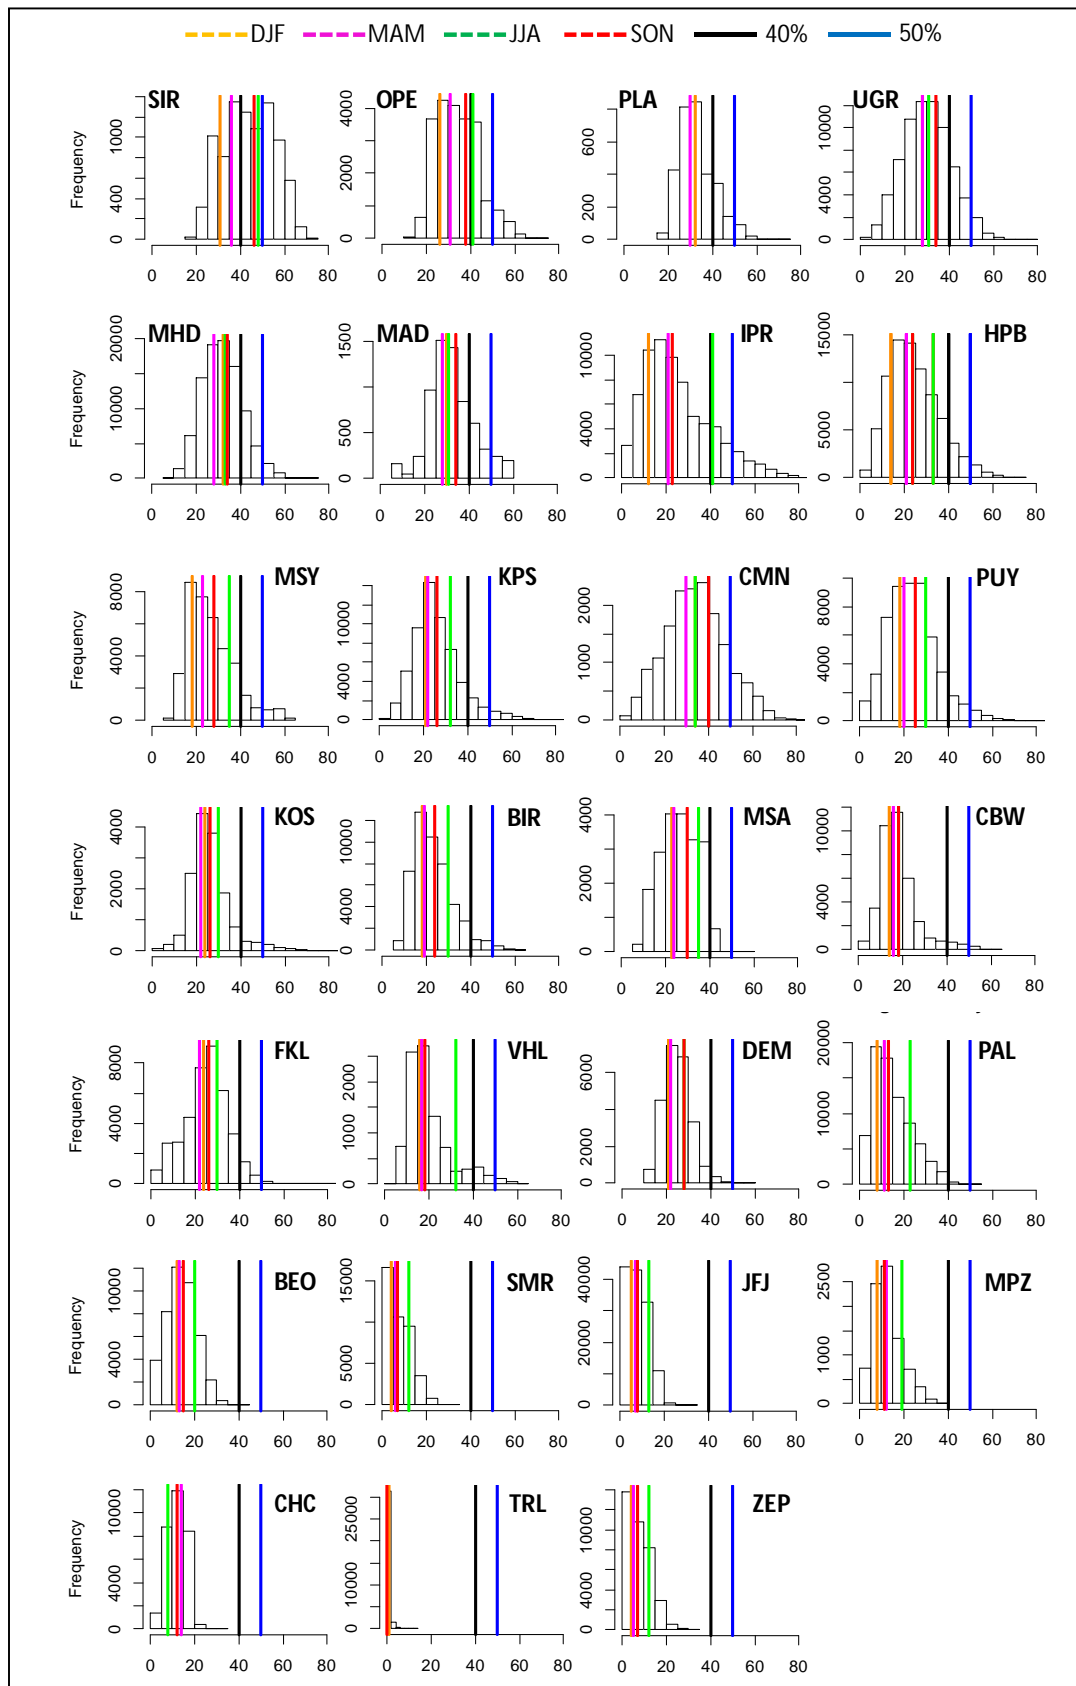 DJF MAM JJA SON 40% 50%
SIR OPE PLA UGR
Frequency
0 400 1000
0 2000 4000
0 200 600
0 4000 8000 12000
0 20 40 60 80 0 20 40 60 80 0 20 40 60 80 0 20 40 60 80
MHD MAD IPR HPB
Frequency
0 10000 20000
0 500 1500
0 4000 10000
0 5000 15000
0 20 40 60 80 0 20 40 60 80 0 20 40 60 80 0 20 40 60 80
MSY KPS CMN PUY
Frequency
0 4000 8000
0 4000 10000
0 1000 2000
0 4000 8000
0 20 40 60 80 0 20 40 60 80 0 20 40 60 80 0 20 40 60 80
KOS BIR MSA CBW
Frequency
0 2000 4000
0 4000 10000
0 2000 4000
0 4000 10000
0 20 40 60 80 0 20 40 60 80 0 20 40 60 80 0 20 40 60 80
FKL VHL DEM PAL
Frequency
0 4000 8000
0 1000 2000
0 2000 6000
0 10000 20000
0 20 40 60 80 0 20 40 60 80 0 20 40 60 80 0 20 40 60 80
BEO SMR JFJ MPZ
Frequency
0 4000 10000
0 5000 15000
0 20000 40000
0 1000 2500
0 20 40 60 80 0 20 40 60 80 0 20 40 60 80 0 20 40 60 80
CHC TRL ZEP
Frequency
0 4000 10000
0 10000 25000
0 4000 10000
0 20 40 60 80 0 20 40 60 80 0 20 40 60 80